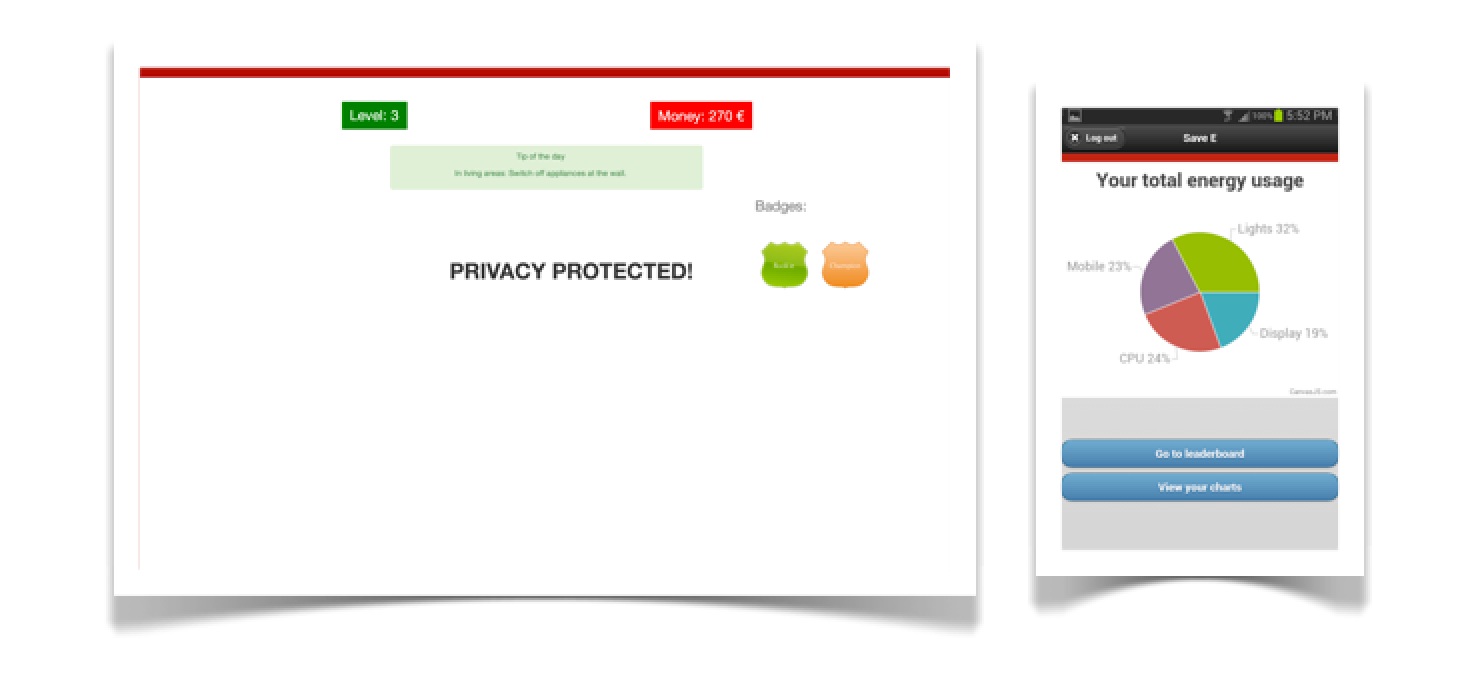 Level: 3
Money: 270 €
Tip of the day
In living areas: Switch off appliances at the wall.
Badges:
PRIVACY PROTECTED!
Champion
100% 5:52 PM
Log out
Save E
Your total energy usage
Lights 32%
Mobile 23%
Display 19%
CPU 24%
CanvasJS.com
Go to leaderboard
View your charts